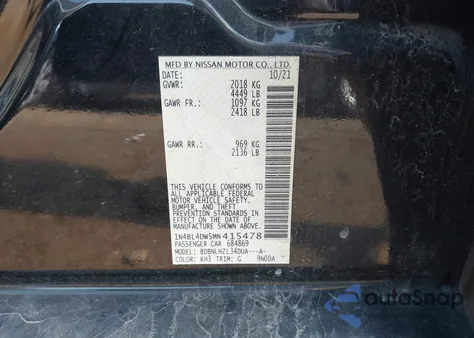 MFD BY NISSAN MOTOR CO., LTD.
DATE: 10/21
GVWR: 2018 KG
4449 LB
GAWR FR.: 1097 KG
2418 LB
GAWR RR.: 969 KG
2136 LB
THIS VEHICLE CONFORMS TO
ALL APPLICABLE FEDERAL
MOTOR VEHICLE SAFETY,
BUMPER, AND THEFT
PREVENTION STANDARDS IN
EFFECT ON THE DATE OF
MANUFACTURE SHOWN ABOVE.
1N4BL4DW5MN415478
PASSENGER CAR 684869
MODEL: BDBNLHZL34DUA---A-
COLOR: KH3 TRIM: G 9N00A
autoSnap